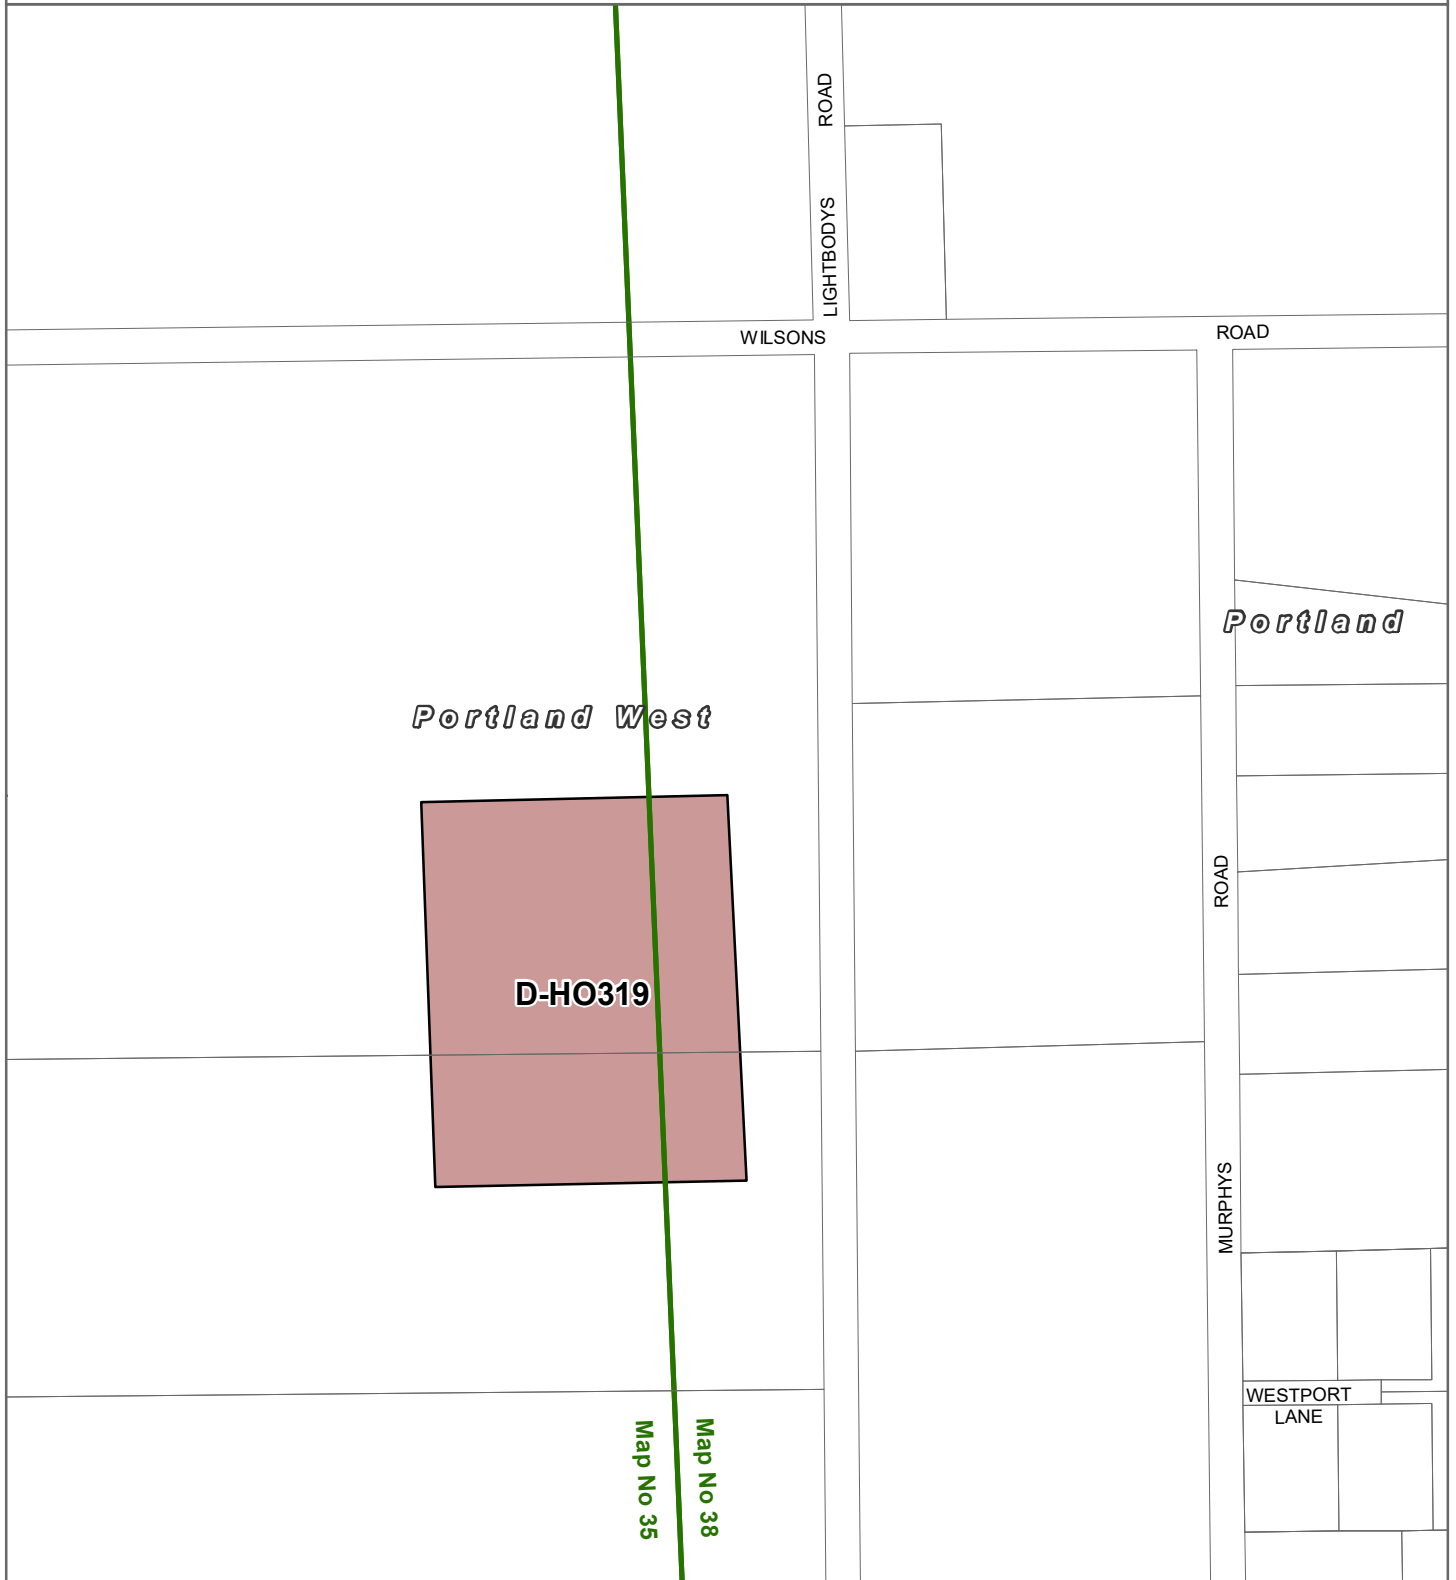 ROAD
LIGHTBODYS
WILSONS
ROAD
Portland
Portland West
ROAD
D-HO319
MURPHYS
WESTPORT
LANE
Map No 35
Map No 38